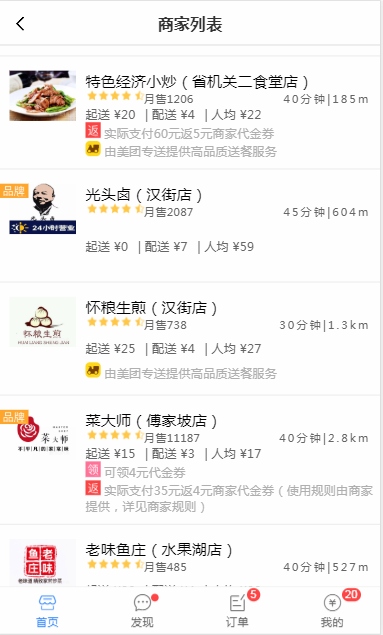 商家列表
特色经济小炒（省机关二食堂店）
月售1206 40分钟|185m
起送 ¥20 | 配送 ¥4 | 人均 ¥22
返 实际支付60元返5元商家代金券
由美团专送提供高品质送餐服务
品牌
光头卤（汉街店）
月售2087 45分钟|604m
24小时营业
起送 ¥0 | 配送 ¥7 | 人均 ¥59
怀粮生煎（汉街店）
怀粮生煎
HUAI LIANG SHENG JIAN
月售738 30分钟|1.3km
起送 ¥25 | 配送 ¥4 | 人均 ¥27
由美团专送提供高品质送餐服务
品牌
菜大师（傅家坡店）
菜大师
月售11187 40分钟|2.8km
起送 ¥15 | 配送 ¥3 | 人均 ¥17
领 可领4元代金券
返 实际支付35元返4元商家代金券（使用规则由商家
提供，详见商家规则）
老味鱼庄（水果湖店）
老味鱼庄
月售485 40分钟|527m
首页
发现
订单 5
我的 20